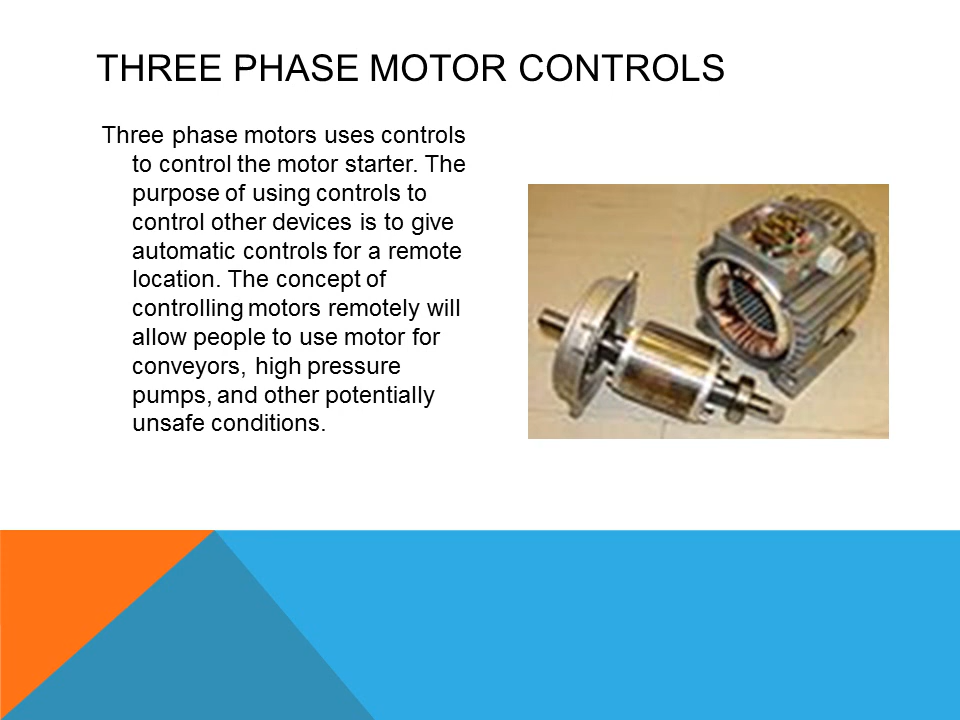 THREE PHASE MOTOR CONTROLS
Three phase motors uses controls
to control the motor starter. The
purpose of using controls to
control other devices is to give
automatic controls for a remote
location. The concept of
controlling motors remotely will
allow people to use motor for
conveyors, high pressure
pumps, and other potentially
unsafe conditions.